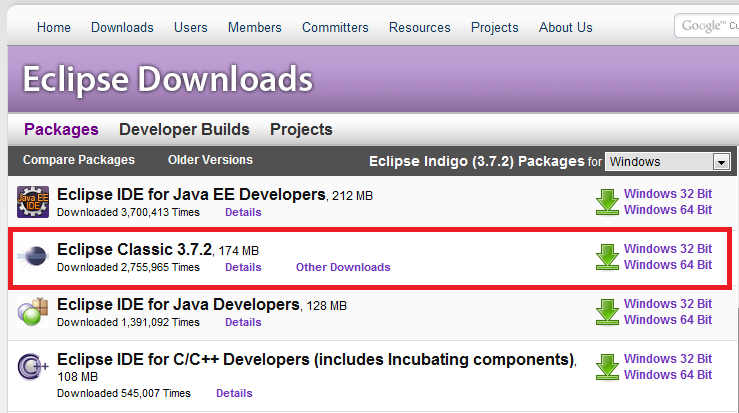 Home Downloads Users Members Committers Resources Projects About Us Google™ Cu
Eclipse Downloads
Packages Developer Builds Projects
Compare Packages Older Versions Eclipse Indigo (3.7.2) Packages for Windows
Java EE IDE
Eclipse IDE for Java EE Developers, 212 MB Windows 32 Bit
Downloaded 3,700,413 Times Details Windows 64 Bit
Eclipse Classic 3.7.2, 174 MB Windows 32 Bit
Downloaded 2,755,965 Times Details Other Downloads Windows 64 Bit
Eclipse IDE for Java Developers, 128 MB Windows 32 Bit
Downloaded 1,391,092 Times Details Windows 64 Bit
C++
Eclipse IDE for C/C++ Developers (includes Incubating components), Windows 32 Bit
108 MB Windows 64 Bit
Downloaded 545,007 Times Details